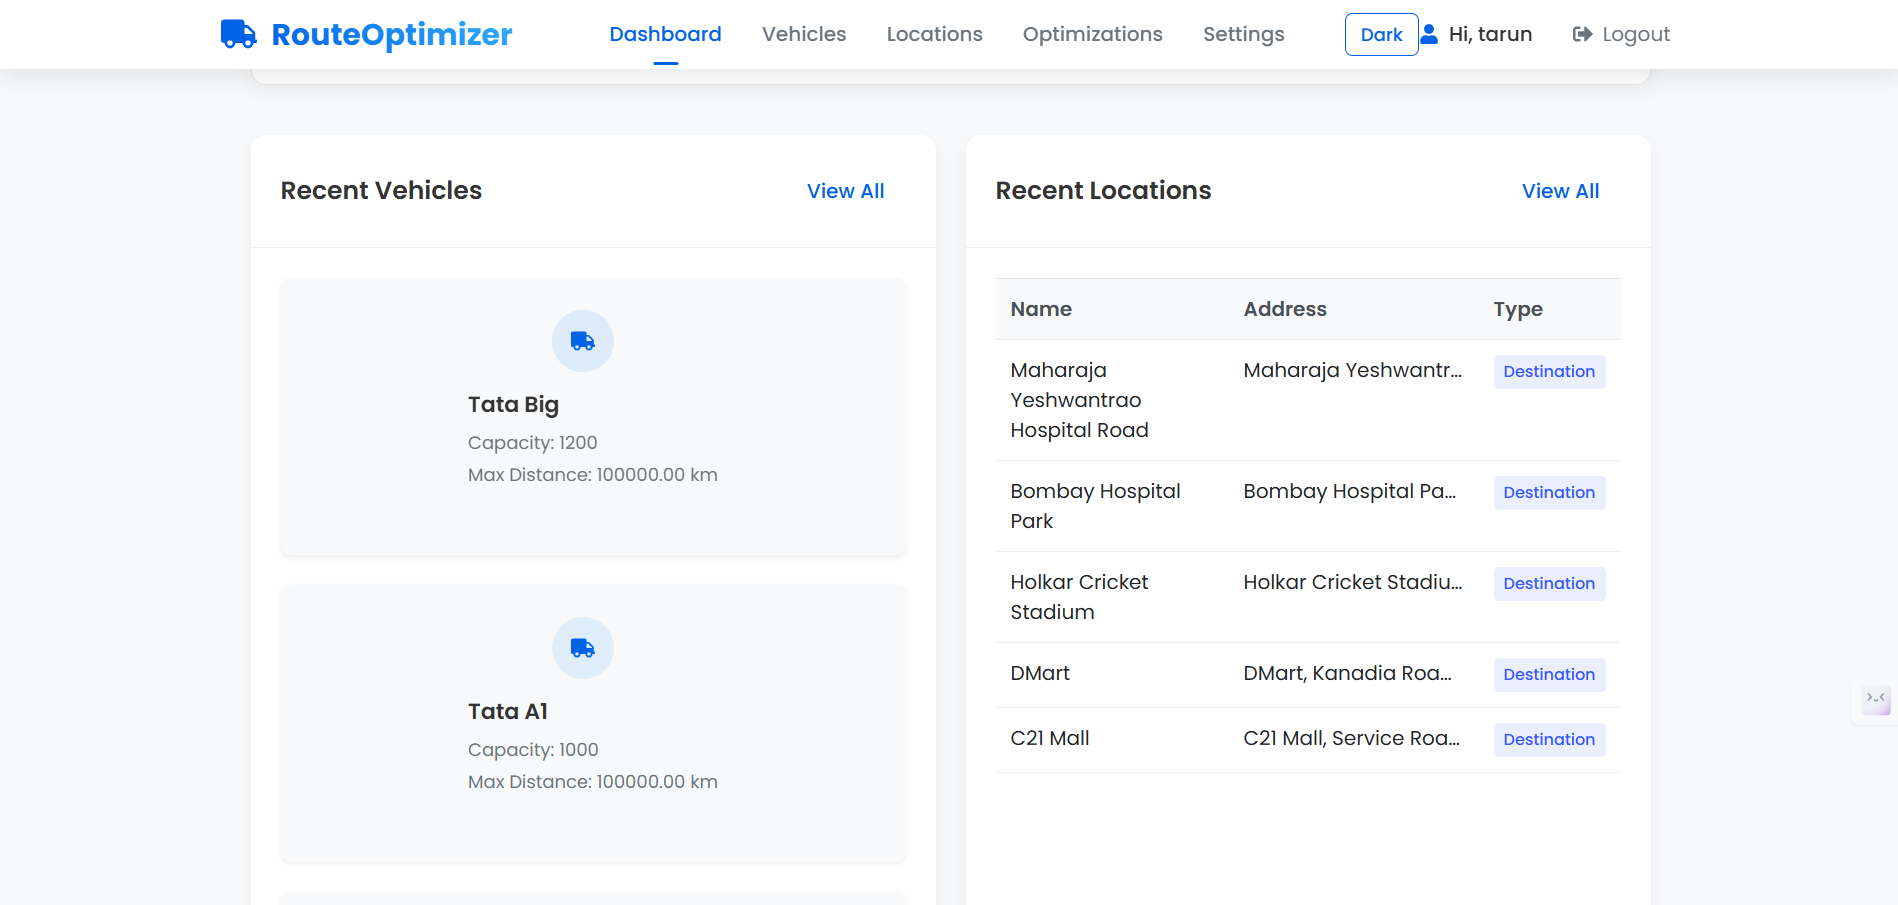 RouteOptimizer Dashboard Vehicles Locations Optimizations Settings Dark Hi, tarun Logout
Recent Vehicles View All
Tata Big
Capacity: 1200
Max Distance: 100000.00 km
Tata A1
Capacity: 1000
Max Distance: 100000.00 km
Recent Locations View All
Name Address Type
Maharaja Maharaja Yeshwantr... Destination
Yeshwantrao
Hospital Road
Bombay Hospital Bombay Hospital Pa... Destination
Park
Holkar Cricket Holkar Cricket Stadiu... Destination
Stadium
DMart DMart, Kanadia Roa... Destination
C21 Mall C21 Mall, Service Roa... Destination